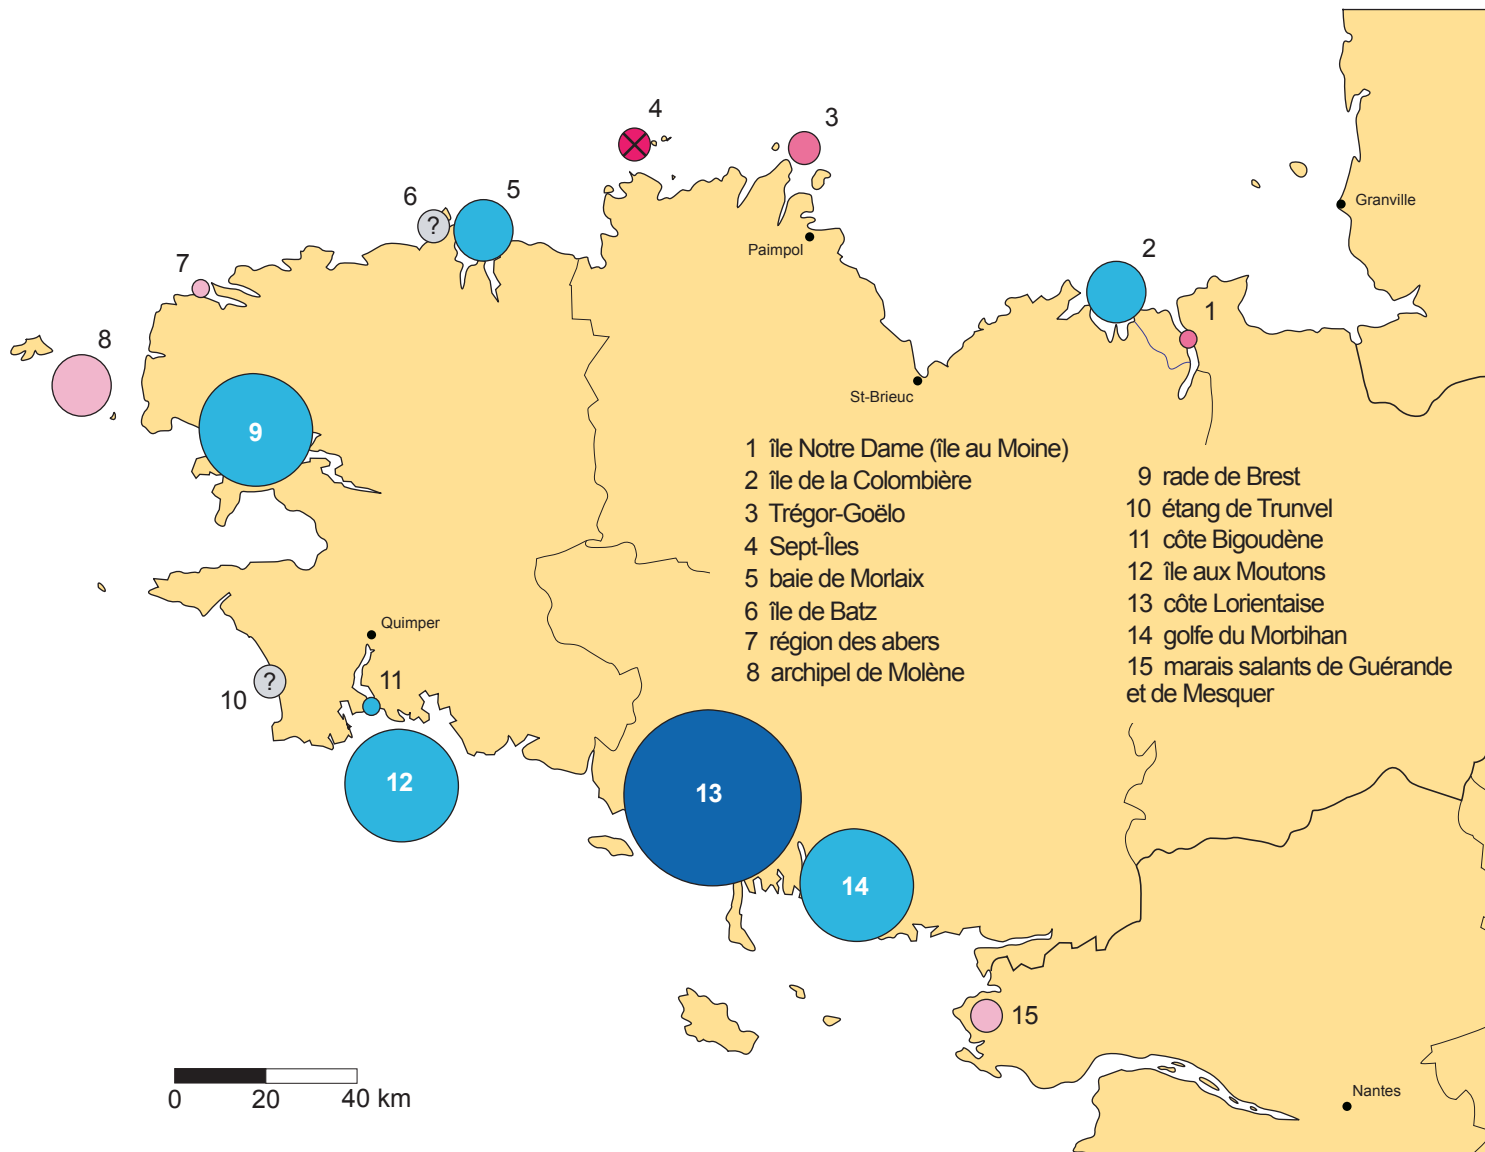 4
3
6
5
?
Granville
Paimpol
7
2
1
8
St-Brieuc
9
1 île Notre Dame (île au Moine)
2 île de la Colombière
3 Trégor-Goëlo
4 Sept-Îles
5 baie de Morlaix
6 île de Batz
7 région des abers
8 archipel de Molène
9 rade de Brest
10 étang de Trunvel
11 côte Bigoudène
12 île aux Moutons
13 côte Lorientaise
14 golfe du Morbihan
15 marais salants de Guérande
et de Mesquer
Quimper
?
10
11
12
13
14
15
0 20 40 km
Nantes